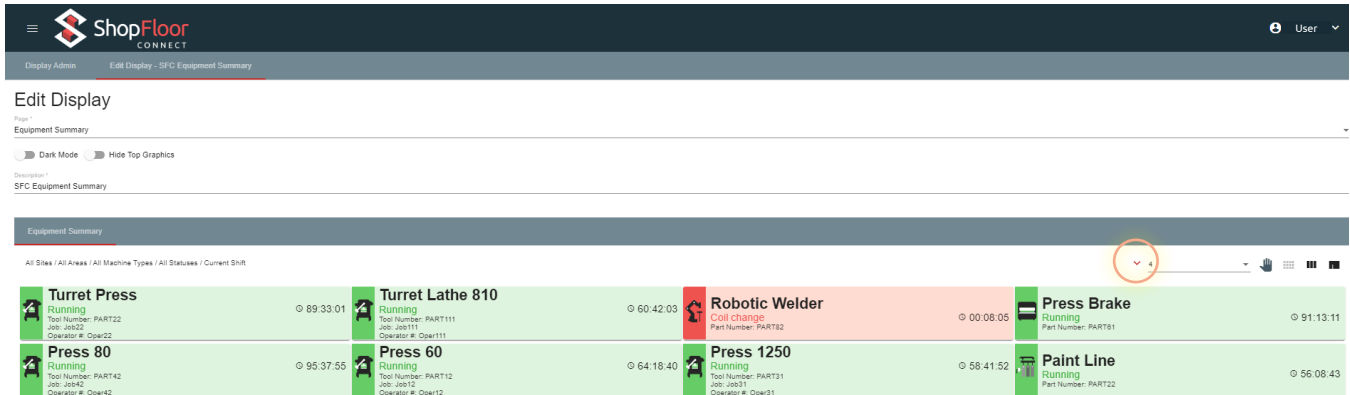 ShopFloor
CONNECT
User
Display Admin
Edit Display - SFC Equipment Summary
Edit Display
Page *
Equipment Summary
Dark Mode
Hide Top Graphics
Description *
SFC Equipment Summary
Equipment Summary
All Sites / All Areas / All Machine Types / All Statuses / Current Shift
4
Turret Press
Running
Tool Number: PART22
Job: Job22
Operator #: Oper22
89:33:01
Turret Lathe 810
Running
Tool Number: PART111
Job: Job111
Operator #: Oper111
60:42:03
Robotic Welder
Coil change
Part Number: PART82
00:08:05
Press Brake
Running
Part Number: PART61
91:13:11
Press 80
Running
Tool Number: PART42
Job: Job42
Operator #: Oper42
95:37:55
Press 60
Running
Tool Number: PART12
Job: Job12
Operator #: Oper12
64:18:40
Press 1250
Running
Tool Number: PART31
Job: Job31
Operator #: Oper31
58:41:52
Paint Line
Running
Part Number: PART22
56:08:43